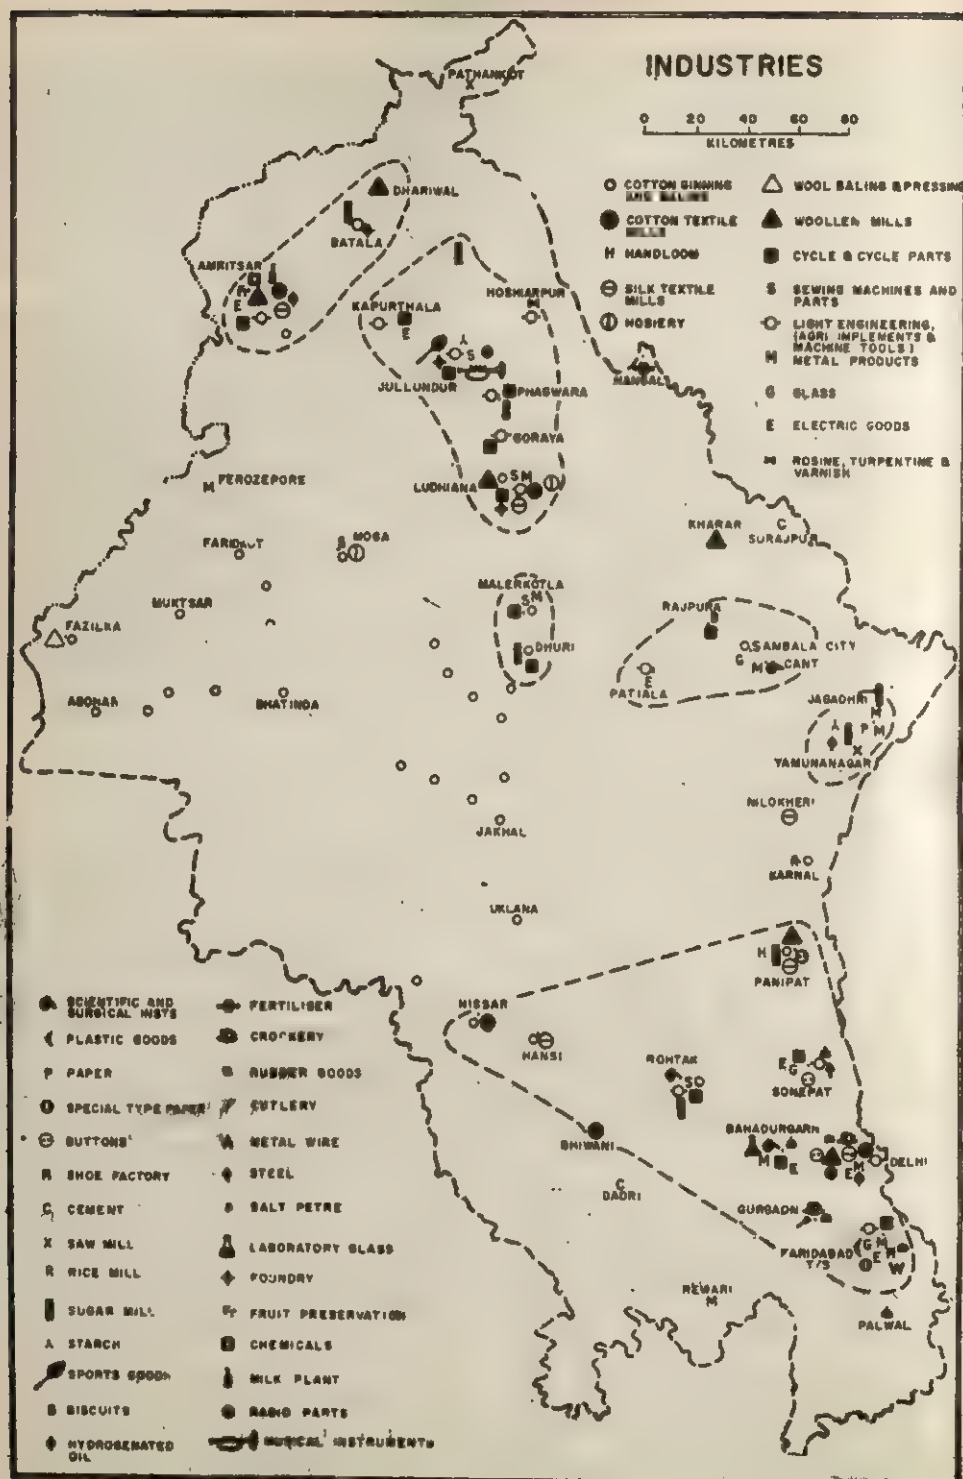 INDUSTRIES
0 20 40 60 80
KILOMETRES
COTTON GINNING
AND BALING
COTTON TEXTILE
MILLS
H HANDLOOM
SILK TEXTILE
MILLS
HOSIERY
WOOL BALING & PRESSING
WOOLLEN MILLS
CYCLE & CYCLE PARTS
S SEWING MACHINES AND
PARTS
LIGHT ENGINEERING,
(AGRI IMPLEMENTS &
MACHINE TOOLS)
M METAL PRODUCTS
G GLASS
E ELECTRIC GOODS
ROSINE, TURPENTINE &
VARNISH
PATHANKOT
X
DHARIWAL
BATALA
AMRITSAR
Fr
E
KAPURTHALA
E
HOSHIARPUR
S
JULLUNDUR
PHAGWARA
GORAYA
NANGAL
LUDHIANA
S M
M FEROZEPORE
FARIDKOT
S MOGA
KHARAR
C
SURAJPUR
MUKTSAR
FAZILKA
ABOHAR
BHATINDA
MALERKOTLA
S M
DHURI
RAJPURA
S AMBALA CITY
G
M CANT
E
PATIALA
JAGADHRI
M
P M
X
YAMUNANAGAR
NILOKHERI
R
KARNAL
JAKHAL
UKLANA
H
PANIPAT
HISSAR
HANSI
ROHTAK
S
E G
SONEPAT
BHIWANI
BAHADURGARH
M E
E M
DELHI
C
DADRI
GURGAON
FARIDABAD
T/S
G M
E
W
REWARI
M
PALWAL
SCIENTIFIC AND
SURGICAL INSTS
PLASTIC GOODS
P PAPER
SPECIAL TYPE PAPER
BUTTONS
SHOE FACTORY
C CEMENT
X SAW MILL
R RICE MILL
SUGAR MILL
STARCH
SPORTS GOODS
B BISCUITS
HYDROGENATED
OIL
FERTILISER
CROCKERY
RUBBER GOODS
CUTLERY
METAL WIRE
STEEL
SALT PETRE
LABORATORY GLASS
FOUNDRY
Fr FRUIT PRESERVATION
CHEMICALS
MILK PLANT
RADIO PARTS
MUSICAL INSTRUMENTS